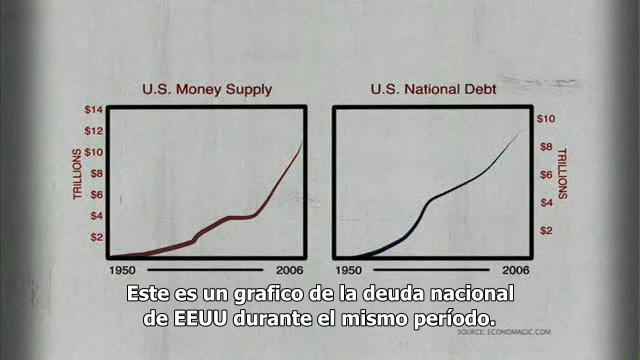 U.S. Money Supply
U.S. National Debt
$14
$12
$10
$8
$6
$4
$2
TRILLIONS
1950
2006
$10
$8
$6
$4
$2
TRILLIONS
1950
2006
Este es un grafico de la deuda nacional
de EEUU durante el mismo período.
SOURCE: ECONOMAGIC.COM